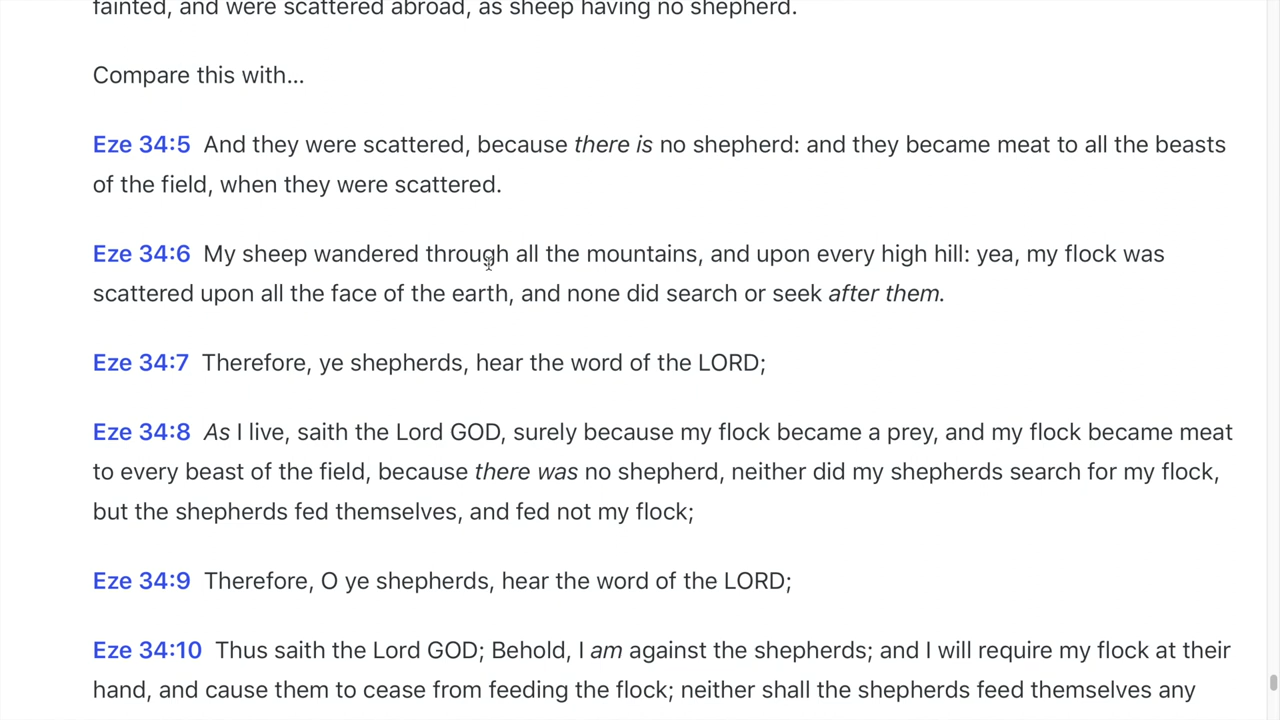 fainted, and were scattered abroad, as sheep having no shepherd.
Compare this with...
Eze 34:5 And they were scattered, because there is no shepherd: and they became meat to all the beasts
of the field, when they were scattered.
Eze 34:6 My sheep wandered through all the mountains, and upon every high hill: yea, my flock was
scattered upon all the face of the earth, and none did search or seek after them.
Eze 34:7 Therefore, ye shepherds, hear the word of the LORD;
Eze 34:8 As I live, saith the Lord GOD, surely because my flock became a prey, and my flock became meat
to every beast of the field, because there was no shepherd, neither did my shepherds search for my flock,
but the shepherds fed themselves, and fed not my flock;
Eze 34:9 Therefore, O ye shepherds, hear the word of the LORD;
Eze 34:10 Thus saith the Lord GOD; Behold, I am against the shepherds; and I will require my flock at their
hand, and cause them to cease from feeding the flock; neither shall the shepherds feed themselves any